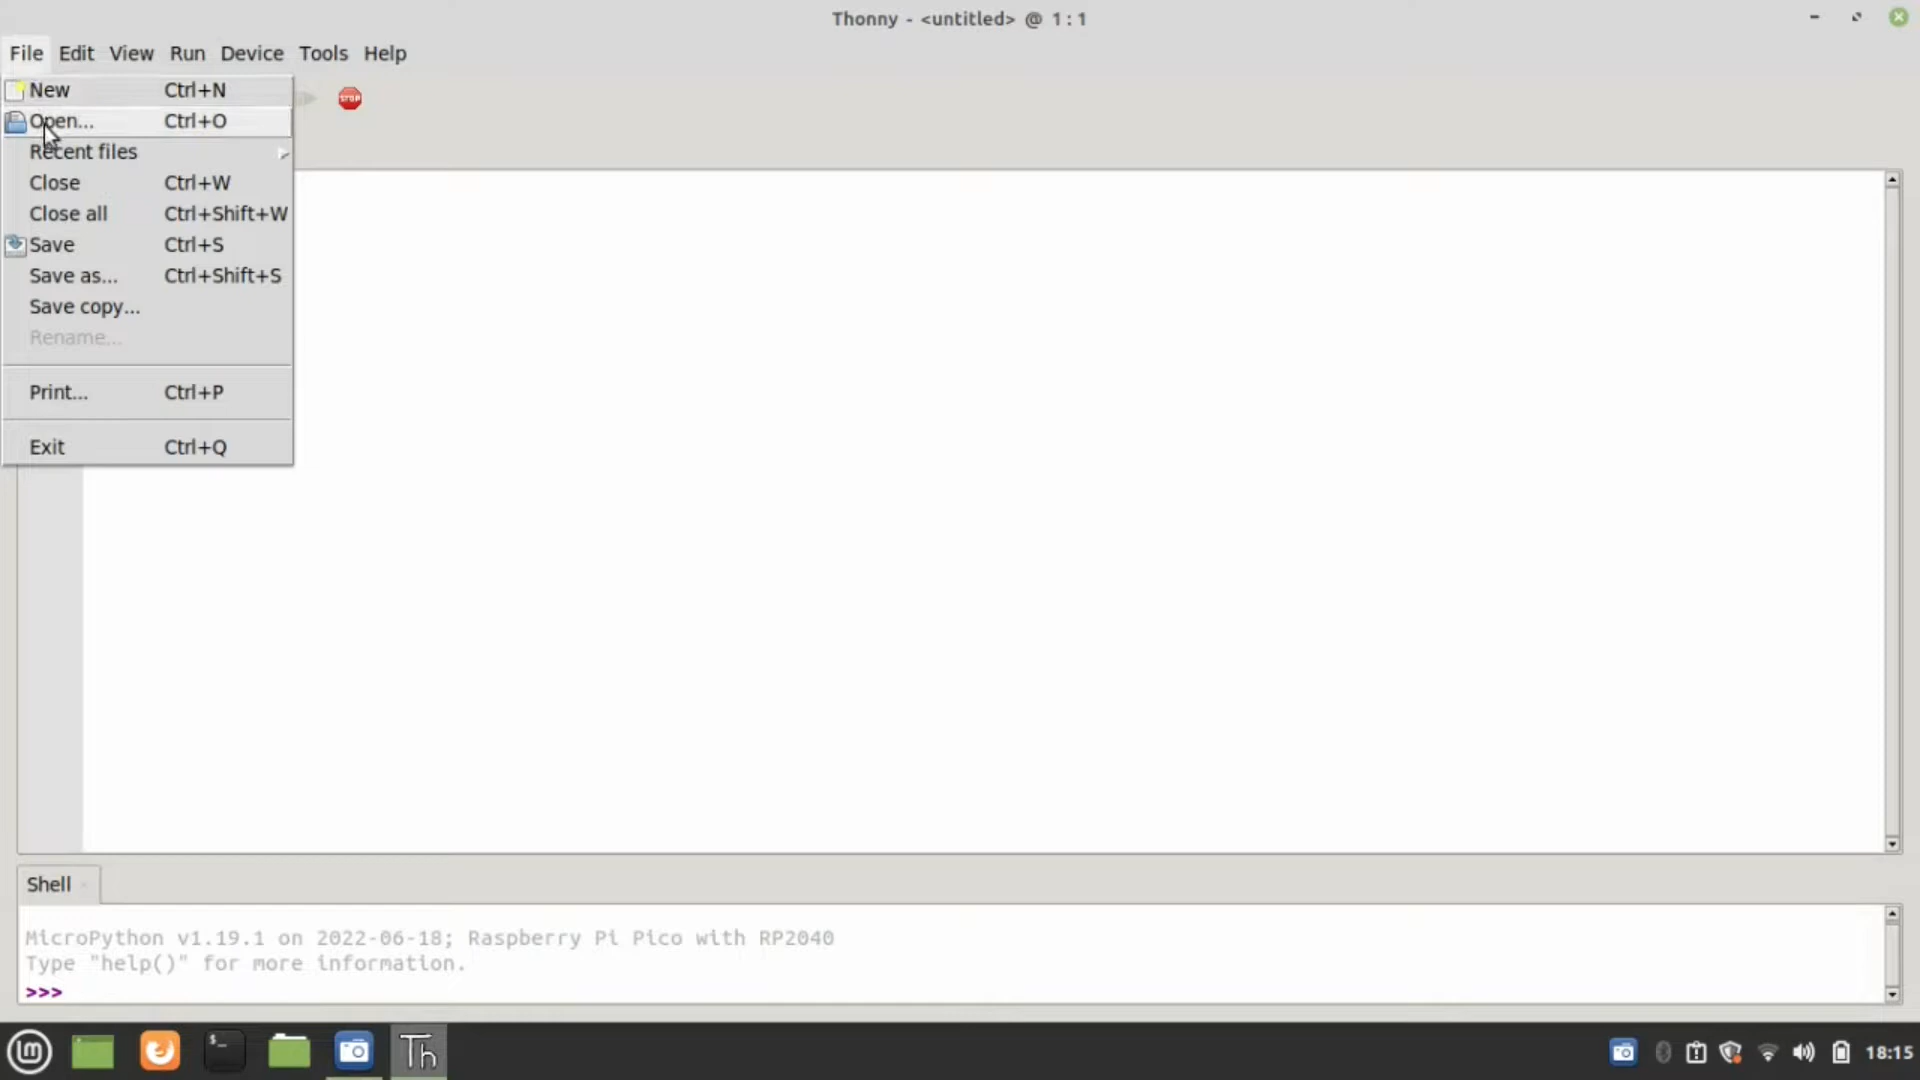 Thonny - <untitled> @ 1:1
File Edit View Run Device Tools Help
New Ctrl+N
Open... Ctrl+O
Recent files
Close Ctrl+W
Close all Ctrl+Shift+W
Save Ctrl+S
Save as... Ctrl+Shift+S
Save copy...
Rename...
Print... Ctrl+P
Exit Ctrl+Q
STOP
Shell
MicroPython v1.19.1 on 2022-06-18; Raspberry Pi Pico with RP2040
Type "help()" for more information.
>>>
$_
Th
18:15